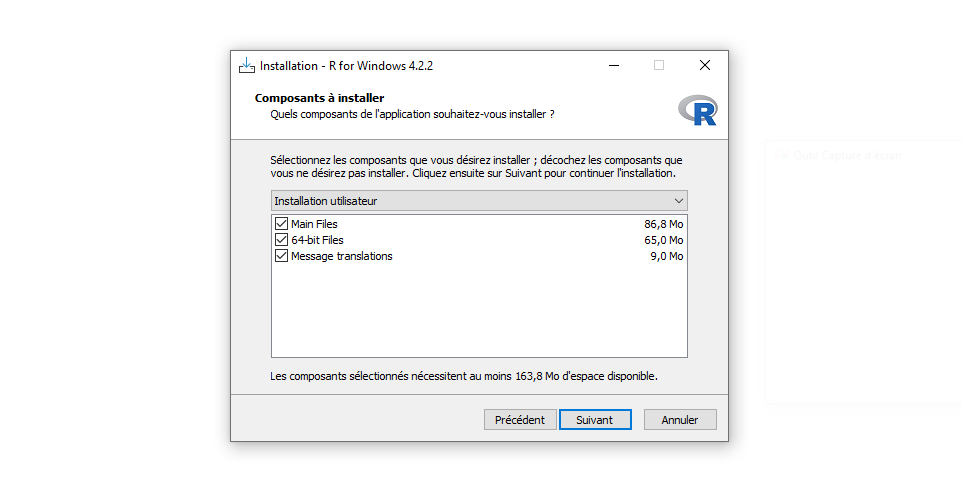 Installation - R for Windows 4.2.2
Composants à installer
Quels composants de l'application souhaitez-vous installer ?
R
Sélectionnez les composants que vous désirez installer ; décochez les composants que
vous ne désirez pas installer. Cliquez ensuite sur Suivant pour continuer l'installation.
Installation utilisateur
Main Files 86,8 Mo
64-bit Files 65,0 Mo
Message translations 9,0 Mo
Les composants sélectionnés nécessitent au moins 163,8 Mo d'espace disponible.
Précédent Suivant Annuler
Outil Capture d'écran